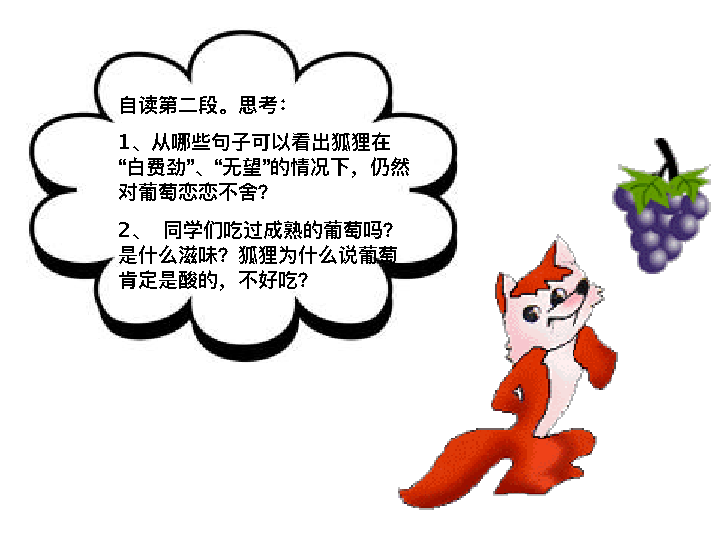 自读第二段。思考：
1、从哪些句子可以看出狐狸在
“白费劲”、“无望”的情况下，仍然
对葡萄恋恋不舍？
2、 同学们吃过成熟的葡萄吗？
是什么滋味？狐狸为什么说葡萄
肯定是酸的，不好吃？